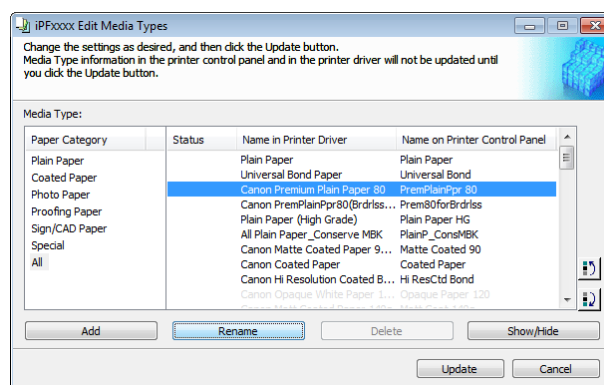 iPFxxxx Edit Media Types
Change the settings as desired, and then click the Update button.
Media Type information in the printer control panel and in the printer driver will not be updated until
you click the Update button.
Media Type:
Paper Category Status Name in Printer Driver Name on Printer Control Panel
Plain Paper
Coated Paper
Photo Paper
Proofing Paper
Sign/CAD Paper
Special
All
Plain Paper Plain Paper
Universal Bond Paper Universal Bond
Canon Premium Plain Paper 80 PremPlainPpr 80
Canon PremPlainPpr80(Brdrlss... Prem80forBrdrlss
Plain Paper (High Grade) Plain Paper HG
All Plain Paper_Conserve MBK PlainP_ConsMBK
Canon Matte Coated Paper 9... Matte Coated 90
Canon Coated Paper Coated Paper
Canon Hi Resolution Coated B... Hi ResCtd Bond
Canon Opaque White Paper 1... Opaque Paper 120
Add Rename Delete Show/Hide
Update Cancel